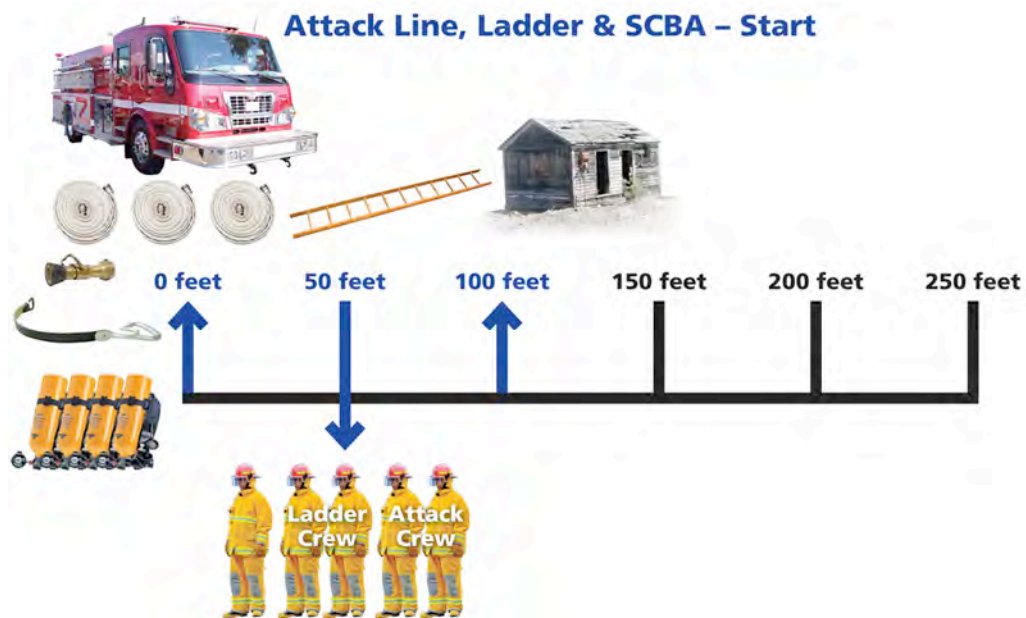 Attack Line, Ladder & SCBA – Start
0 feet
50 feet
100 feet
150 feet
200 feet
250 feet
Ladder
Crew
Attack
Crew